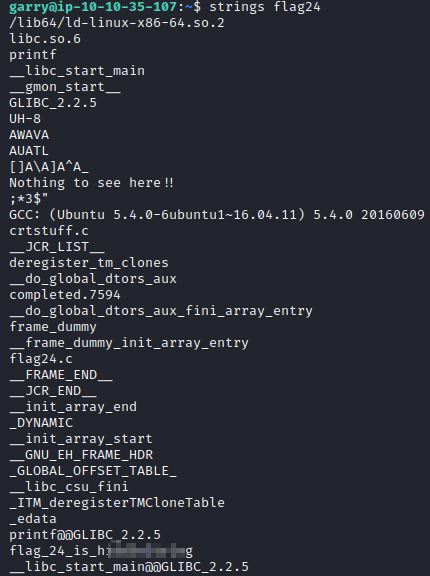 garry@ip-10-10-35-107:~$ strings flag24
/lib64/ld-linux-x86-64.so.2
libc.so.6
printf
__libc_start_main
__gmon_start__
GLIBC_2.2.5
UH-8
AWAVA
AUATL
[]A\A]A^A_
Nothing to see here!!
;*3$"
GCC: (Ubuntu 5.4.0-6ubuntu1~16.04.11) 5.4.0 20160609
crtstuff.c
__JCR_LIST__
deregister_tm_clones
__do_global_dtors_aux
completed.7594
__do_global_dtors_aux_fini_array_entry
frame_dummy
__frame_dummy_init_array_entry
flag24.c
__FRAME_END__
__JCR_END__
__init_array_end
_DYNAMIC
__init_array_start
__GNU_EH_FRAME_HDR
_GLOBAL_OFFSET_TABLE_
__libc_csu_fini
_ITM_deregisterTMCloneTable
_edata
printf@@GLIBC_2.2.5
__libc_start_main@@GLIBC_2.2.5